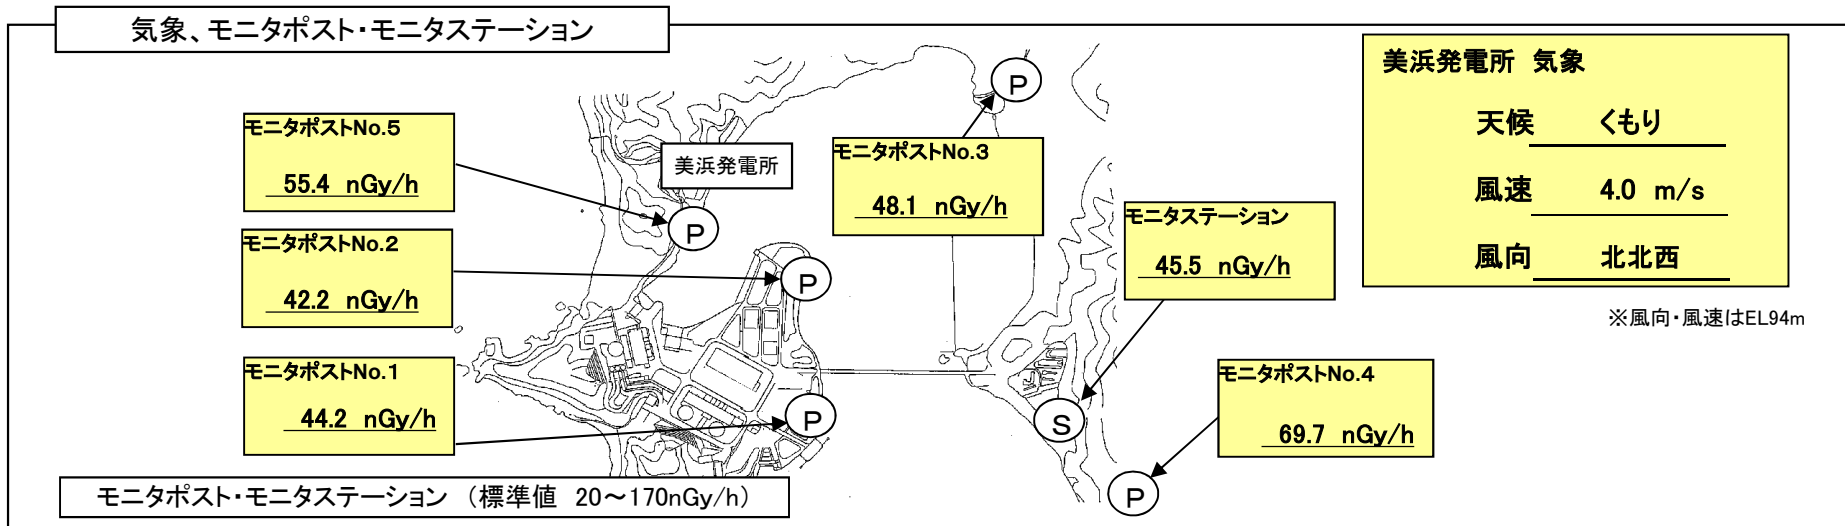 気象、モニタポスト・モニタステーション
モニタポストNo.5
55.4 nGy/h
美浜発電所
モニタポストNo.2
42.2 nGy/h
モニタポストNo.1
44.2 nGy/h
P
P
P
P
モニタポストNo.3
48.1 nGy/h
モニタステーション
45.5 nGy/h
S
モニタポストNo.4
69.7 nGy/h
P
美浜発電所 気象
天候 くもり
風速 4.0 m/s
風向 北北西
※風向・風速はEL94m
モニタポスト・モニタステーション (標準値 20～170nGy/h)